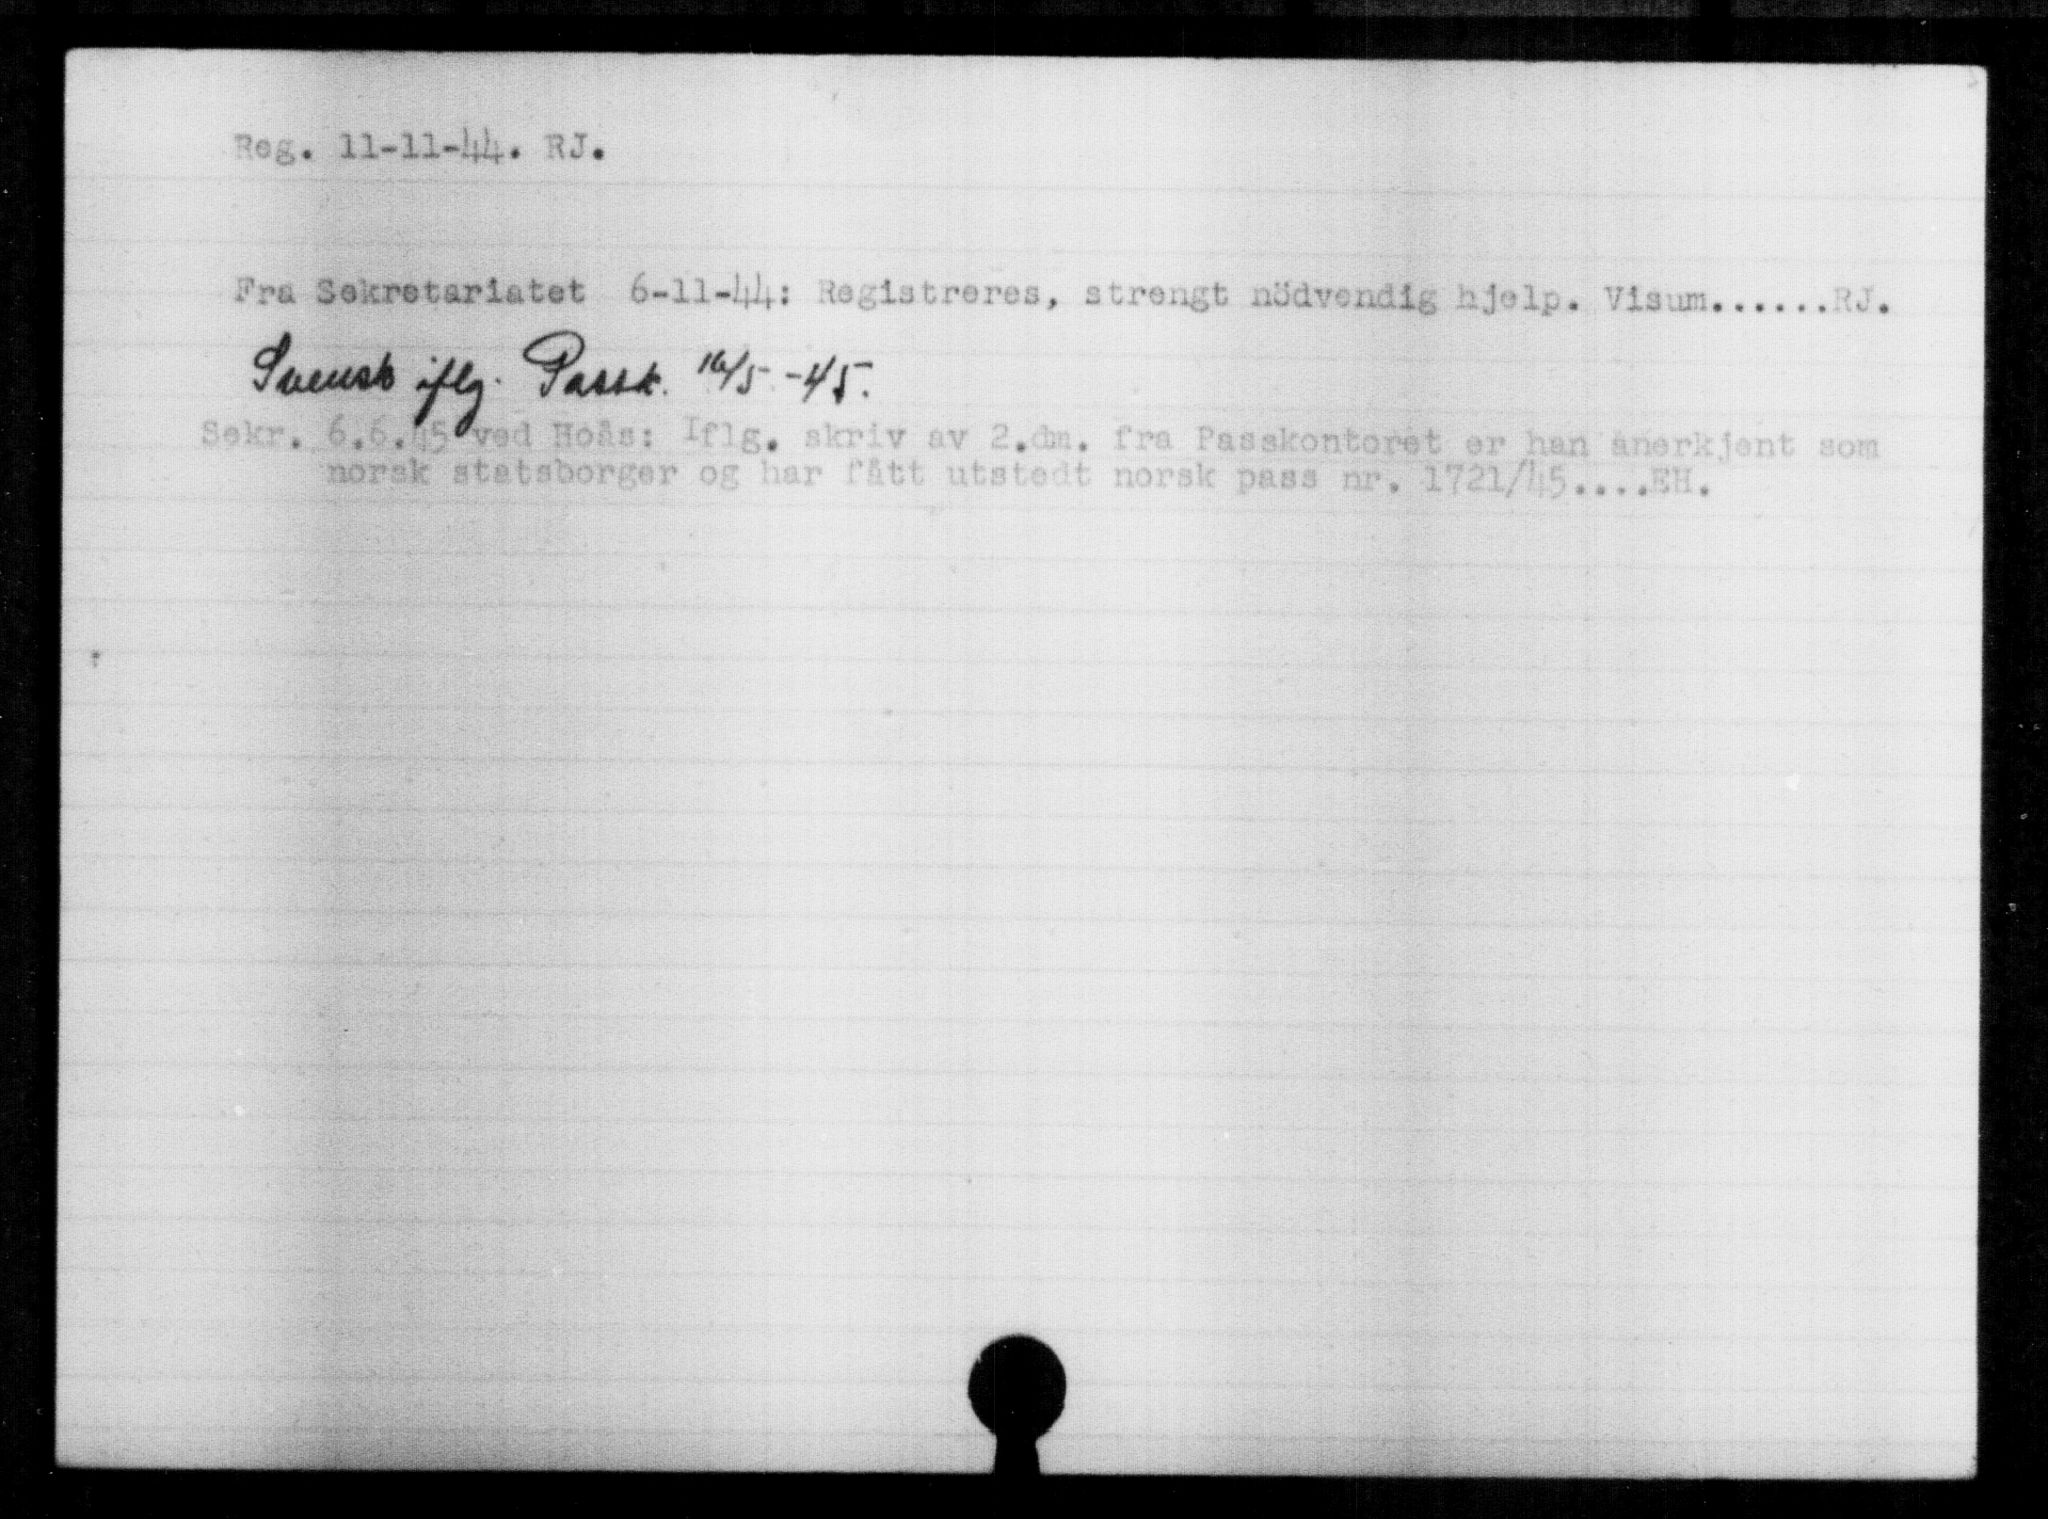 Reg. 11-11-44. RJ.
Fra Sekretariatet 6-11-44: Registreres, strengt nödvendig hjelp. Visum......RJ.
Svensk iflg. Passk. 16/5 -45.
Sekr. 6.6.45 ved Hoås: Iflg. skriv av 2.dm. fra Passkontoret er han anerkjent som
norsk statsborger og har fått utstedt norsk pass nr. 1721/45....EH.